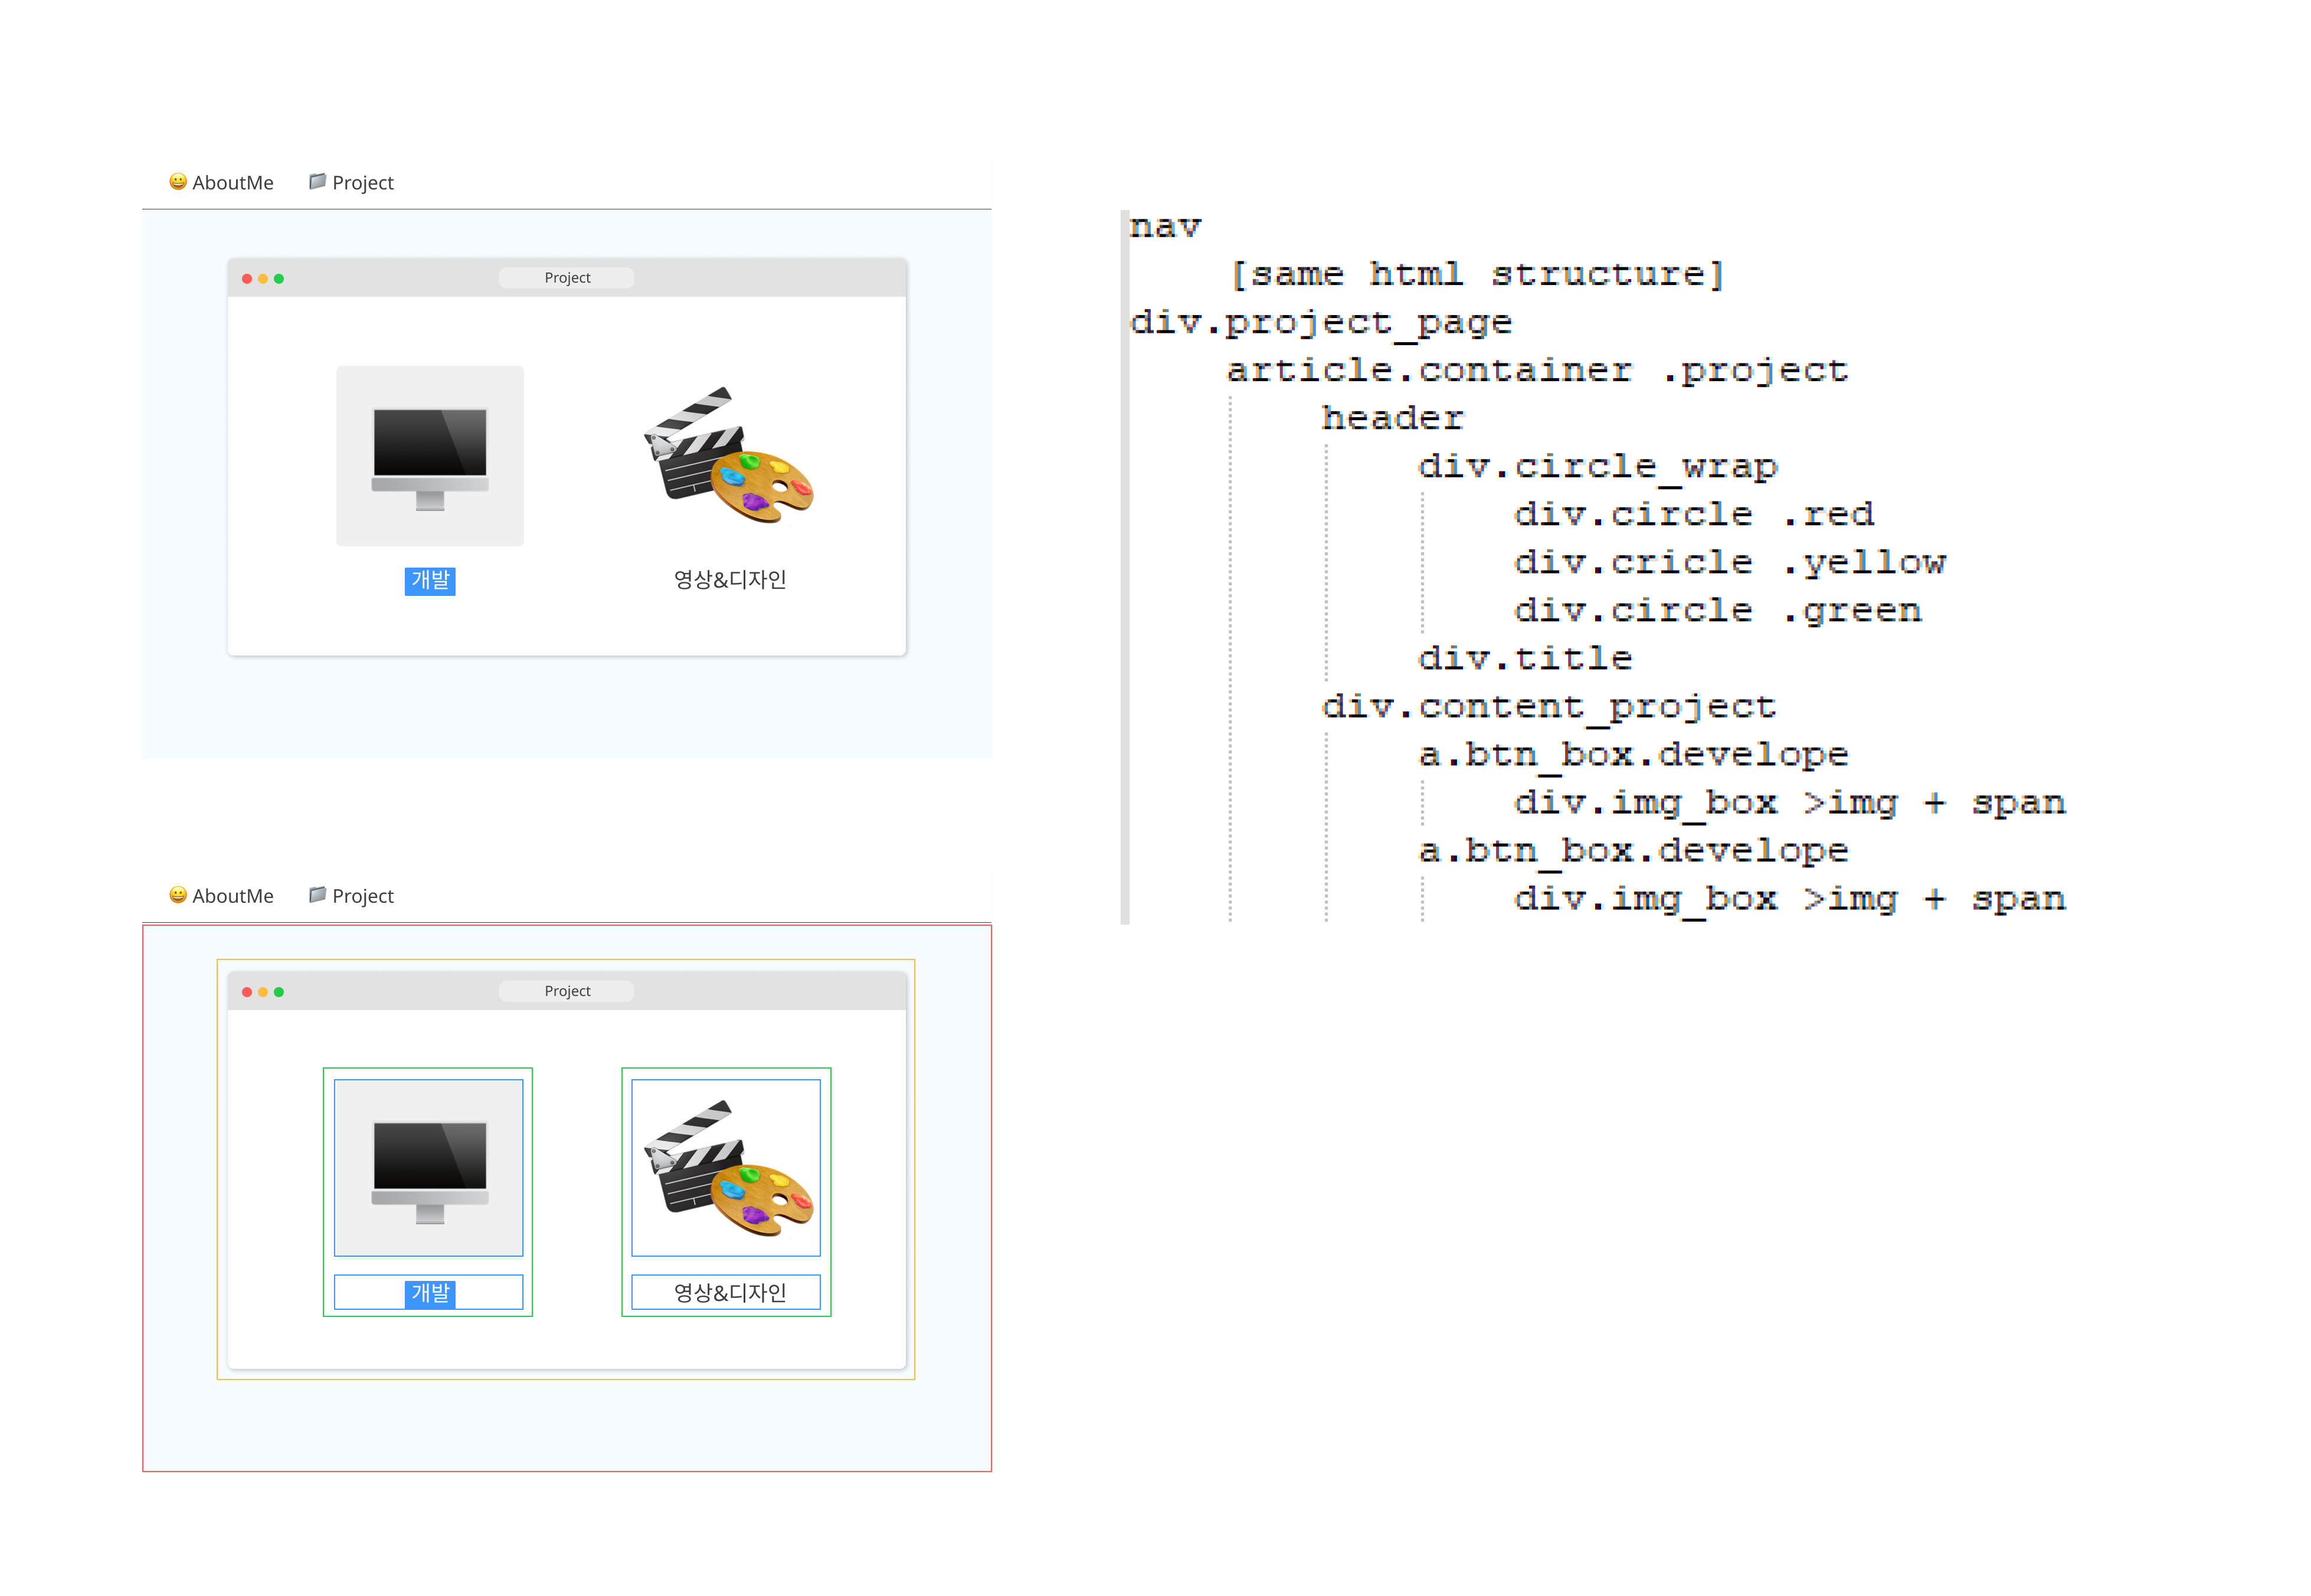 😀 AboutMe 📁 Project
Project
개발
영상&디자인
😀 AboutMe 📁 Project
Project
개발
영상&디자인
nav
[same html structure]
div.project_page
article.container .project
header
div.circle_wrap
div.circle .red
div.cricle .yellow
div.circle .green
div.title
div.content_project
a.btn_box.develope
div.img_box >img + span
a.btn_box.develope
div.img_box >img + span